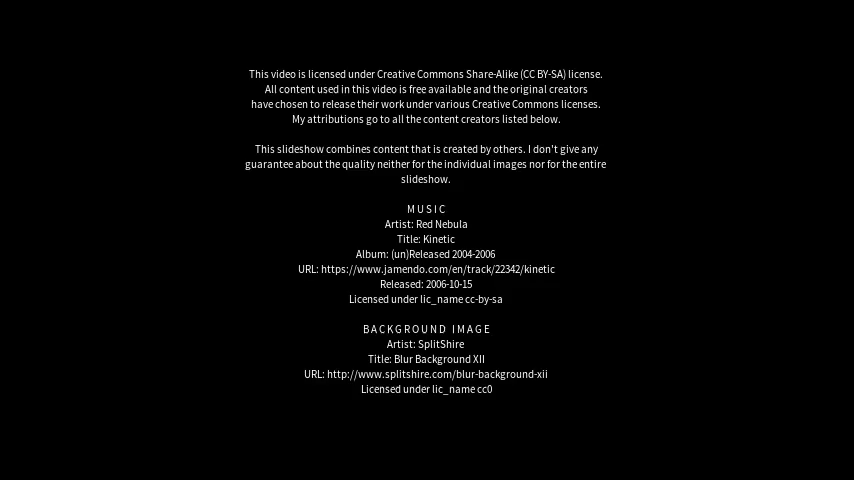 This video is licensed under Creative Commons Share-Alike (CC BY-SA) license.
All content used in this video is free available and the original creators
have chosen to release their work under various Creative Commons licenses.
My attributions go to all the content creators listed below.
This slideshow combines content that is created by others. I don't give any
guarantee about the quality neither for the individual images nor for the entire
slideshow.
MUSIC
Artist: Red Nebula
Title: Kinetic
Album: (un)Released 2004-2006
URL: https://www.jamendo.com/en/track/22342/kinetic
Released: 2006-10-15
Licensed under lic_name cc-by-sa
BACKGROUND IMAGE
Artist: SplitShire
Title: Blur Background XII
URL: http://www.splitshire.com/blur-background-xii
Licensed under lic_name cc0